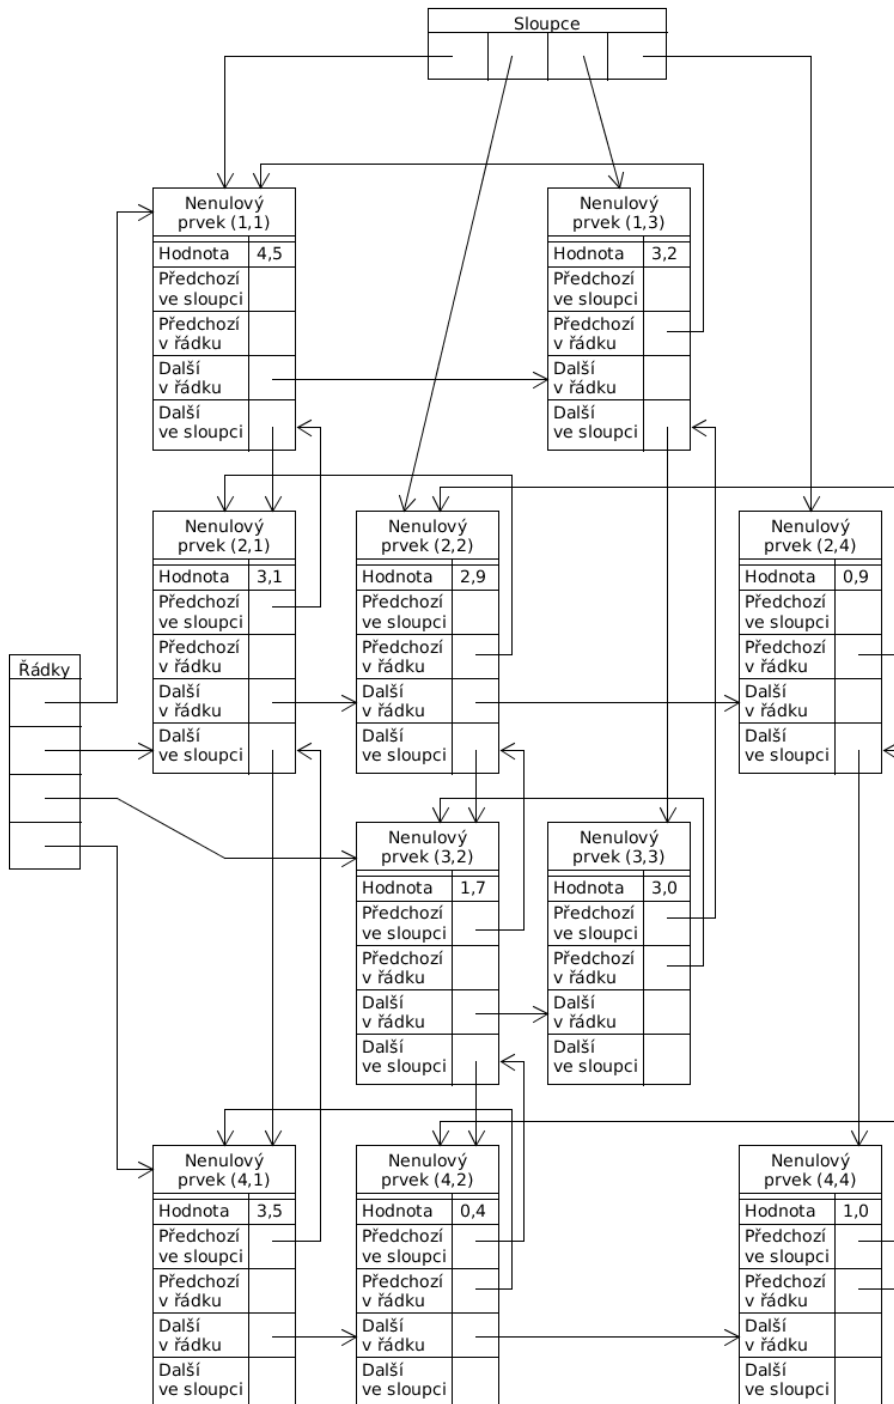 Sloupce
Nenulový
prvek (1,1)
Hodnota 4,5
Předchozí
ve sloupci
Předchozí
v řádku
Další
v řádku
Další
ve sloupci
Nenulový
prvek (1,3)
Hodnota 3,2
Předchozí
ve sloupci
Předchozí
v řádku
Další
v řádku
Další
ve sloupci
Nenulový
prvek (2,1)
Hodnota 3,1
Předchozí
ve sloupci
Předchozí
v řádku
Další
v řádku
Další
ve sloupci
Nenulový
prvek (2,2)
Hodnota 2,9
Předchozí
ve sloupci
Předchozí
v řádku
Další
v řádku
Další
ve sloupci
Nenulový
prvek (2,4)
Hodnota 0,9
Předchozí
ve sloupci
Předchozí
v řádku
Další
v řádku
Další
ve sloupci
Řádky
Nenulový
prvek (3,2)
Hodnota 1,7
Předchozí
ve sloupci
Předchozí
v řádku
Další
v řádku
Další
ve sloupci
Nenulový
prvek (3,3)
Hodnota 3,0
Předchozí
ve sloupci
Předchozí
v řádku
Další
v řádku
Další
ve sloupci
Nenulový
prvek (4,1)
Hodnota 3,5
Předchozí
ve sloupci
Předchozí
v řádku
Další
v řádku
Další
ve sloupci
Nenulový
prvek (4,2)
Hodnota 0,4
Předchozí
ve sloupci
Předchozí
v řádku
Další
v řádku
Další
ve sloupci
Nenulový
prvek (4,4)
Hodnota 1,0
Předchozí
ve sloupci
Předchozí
v řádku
Další
v řádku
Další
ve sloupci